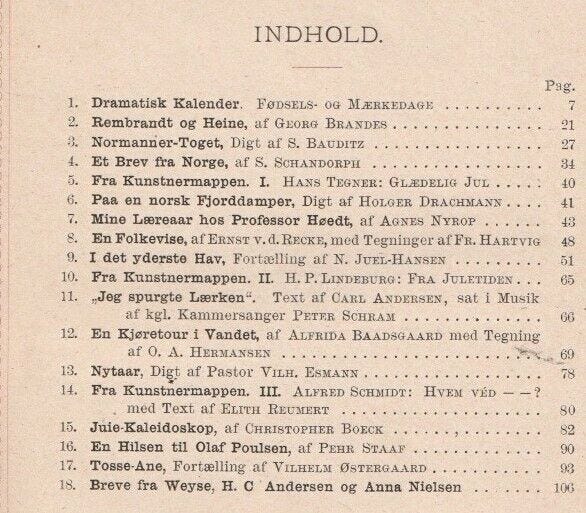 INDHOLD.
Pag.
1. Dramatisk Kalender. FØDSELS- OG MÆRKEDAGE .......... 7
2. Rembrandt og Heine, af GEORG BRANDES .............. 21
3. Normanner-Toget, Digt af S. BAUDITZ ................ 27
4. Et Brev fra Norge, af S. SCHANDORPH ................ 34
5. Fra Kunstnermappen. I. HANS TEGNER: GLÆDELIG JUL ..... 40
6. Paa en norsk Fjorddamper, Digt af HOLGER DRACHMANN .... 41
7. Mine Læreaar hos Professor Høedt, af AGNES NYROP ...... 43
8. En Folkevise, af ERNST V. D. RECKE, med Tegninger af FR. HARTVIG 48
9. I det yderste Hav, Fortælling af N. JUEL-HANSEN ......... 51
10. Fra Kunstnermappen. II. H. P. LINDEBURG: FRA JULETIDEN ... 65
11. „Jeg spurgte Lærken“. Text af CARL ANDERSEN, sat i Musik
af kgl. Kammersanger PETER SCHRAM ................ 66
12. En Kjøretour i Vandet, af ALFRIDA BAADSGAARD med Tegning
af O. A. HERMANSEN ......................... 69
13. Nytaar, Digt af Pastor VILH. ESMANN ................ 78
14. Fra Kunstnermappen. III. ALFRED SCHMIDT: HVEM VÉD — —?
med Text af ELITH REUMERT ..................... 80
15. Juie-Kaleidoskop, af CHRISTOPHER BOECK .............. 82
16. En Hilsen til Olaf Poulsen, af PEHR STAAF ............. 90
17. Tosse-Ane, Fortælling af VILHELM ØSTERGAARD .......... 93
18. Breve fra Weyse, H. C Andersen og Anna Nielsen ...... 106